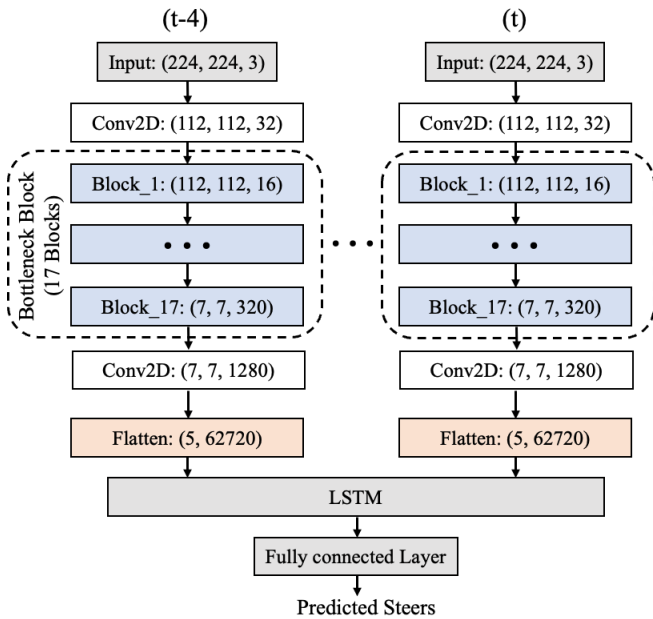 (t-4)
Input: (224, 224, 3)
Conv2D: (112, 112, 32)
Bottleneck Block
(17 Blocks)
Block_1: (112, 112, 16)
• • •
Block_17: (7, 7, 320)
Conv2D: (7, 7, 1280)
Flatten: (5, 62720)
• • •
(t)
Input: (224, 224, 3)
Conv2D: (112, 112, 32)
Block_1: (112, 112, 16)
• • •
Block_17: (7, 7, 320)
Conv2D: (7, 7, 1280)
Flatten: (5, 62720)
LSTM
Fully connected Layer
Predicted Steers